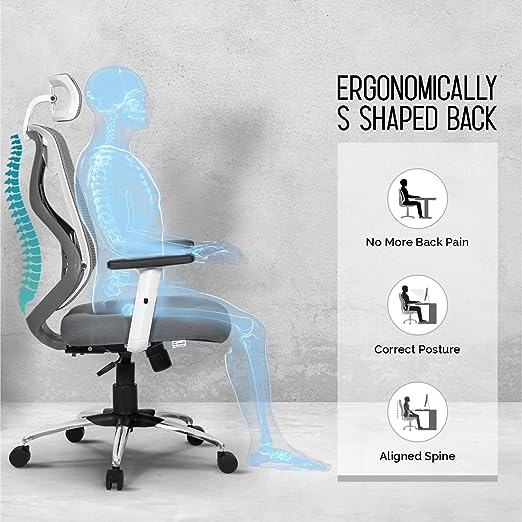 ERGONOMICALLY
S SHAPED BACK
No More Back Pain
Correct Posture
Aligned Spine